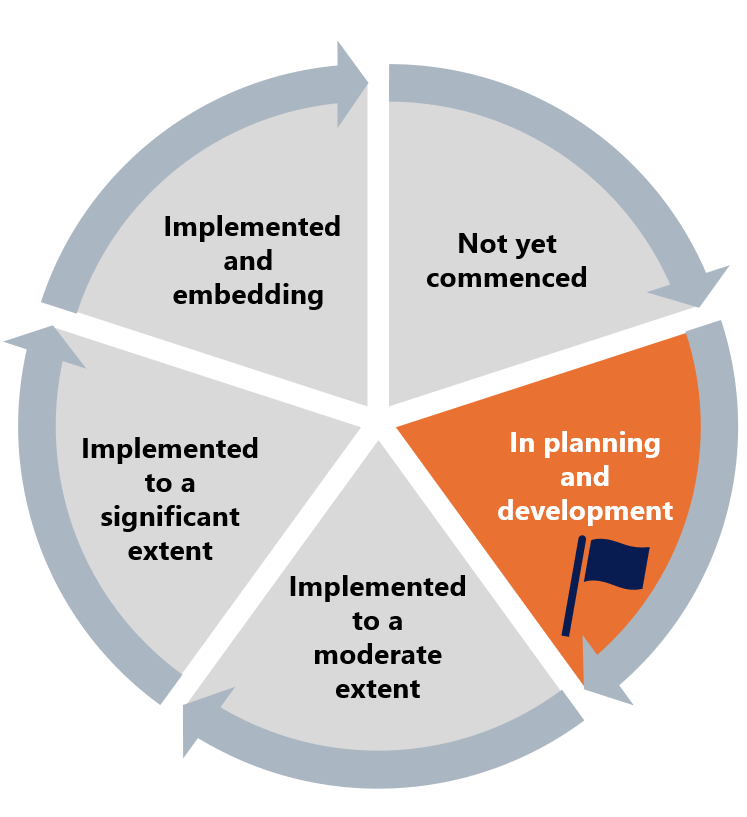 Not yet
commenced
In planning
and
development
Implemented
to a
moderate
extent
Implemented
to a
significant
extent
Implemented
and
embedding